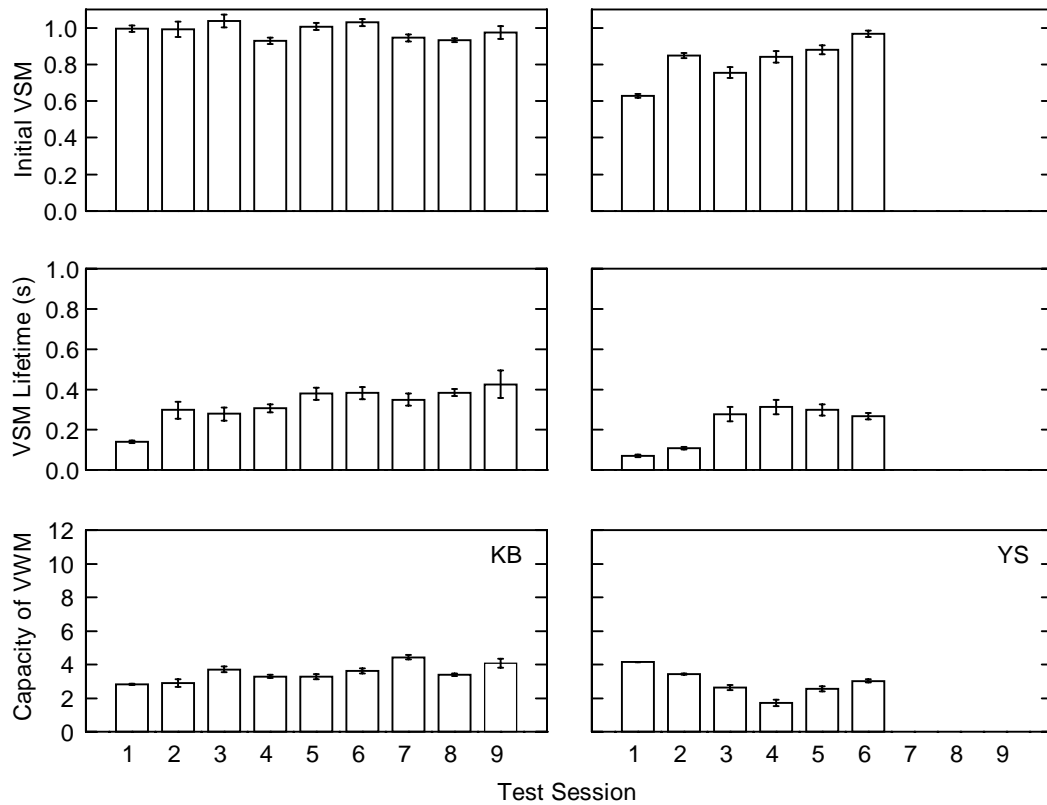 Initial VSM
1.0
0.8
0.6
0.4
0.2
0.0
VSM Lifetime (s)
1.0
0.8
0.6
0.4
0.2
0.0
Capacity of VWM
12
10
8
6
4
2
0
KB
YS
1 2 3 4 5 6 7 8 9
1 2 3 4 5 6 7 8 9
Test Session